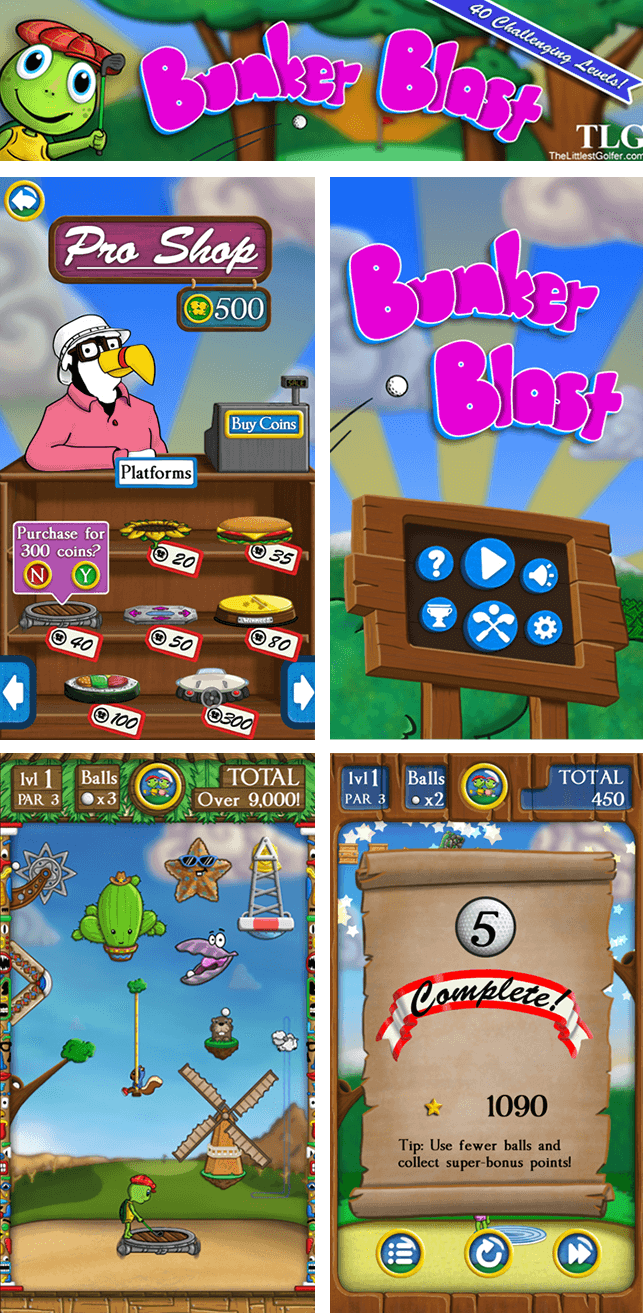 40 Challenging Levels!
Bunker Blast
TLG
TheLittlestGolfer.com
Pro Shop
500
SALE
Buy Coins
Platforms
Purchase for
300 coins?
N Y
20
35
40
50
WINNER!
80
100
300
Bunker
Blast
?
lvl 1
PAR 3
Balls
x3
TOTAL
Over 9,000!
lvl 1
PAR 3
Balls
x2
TOTAL
450
5
Complete!
1090
Tip: Use fewer balls and
collect super-bonus points!